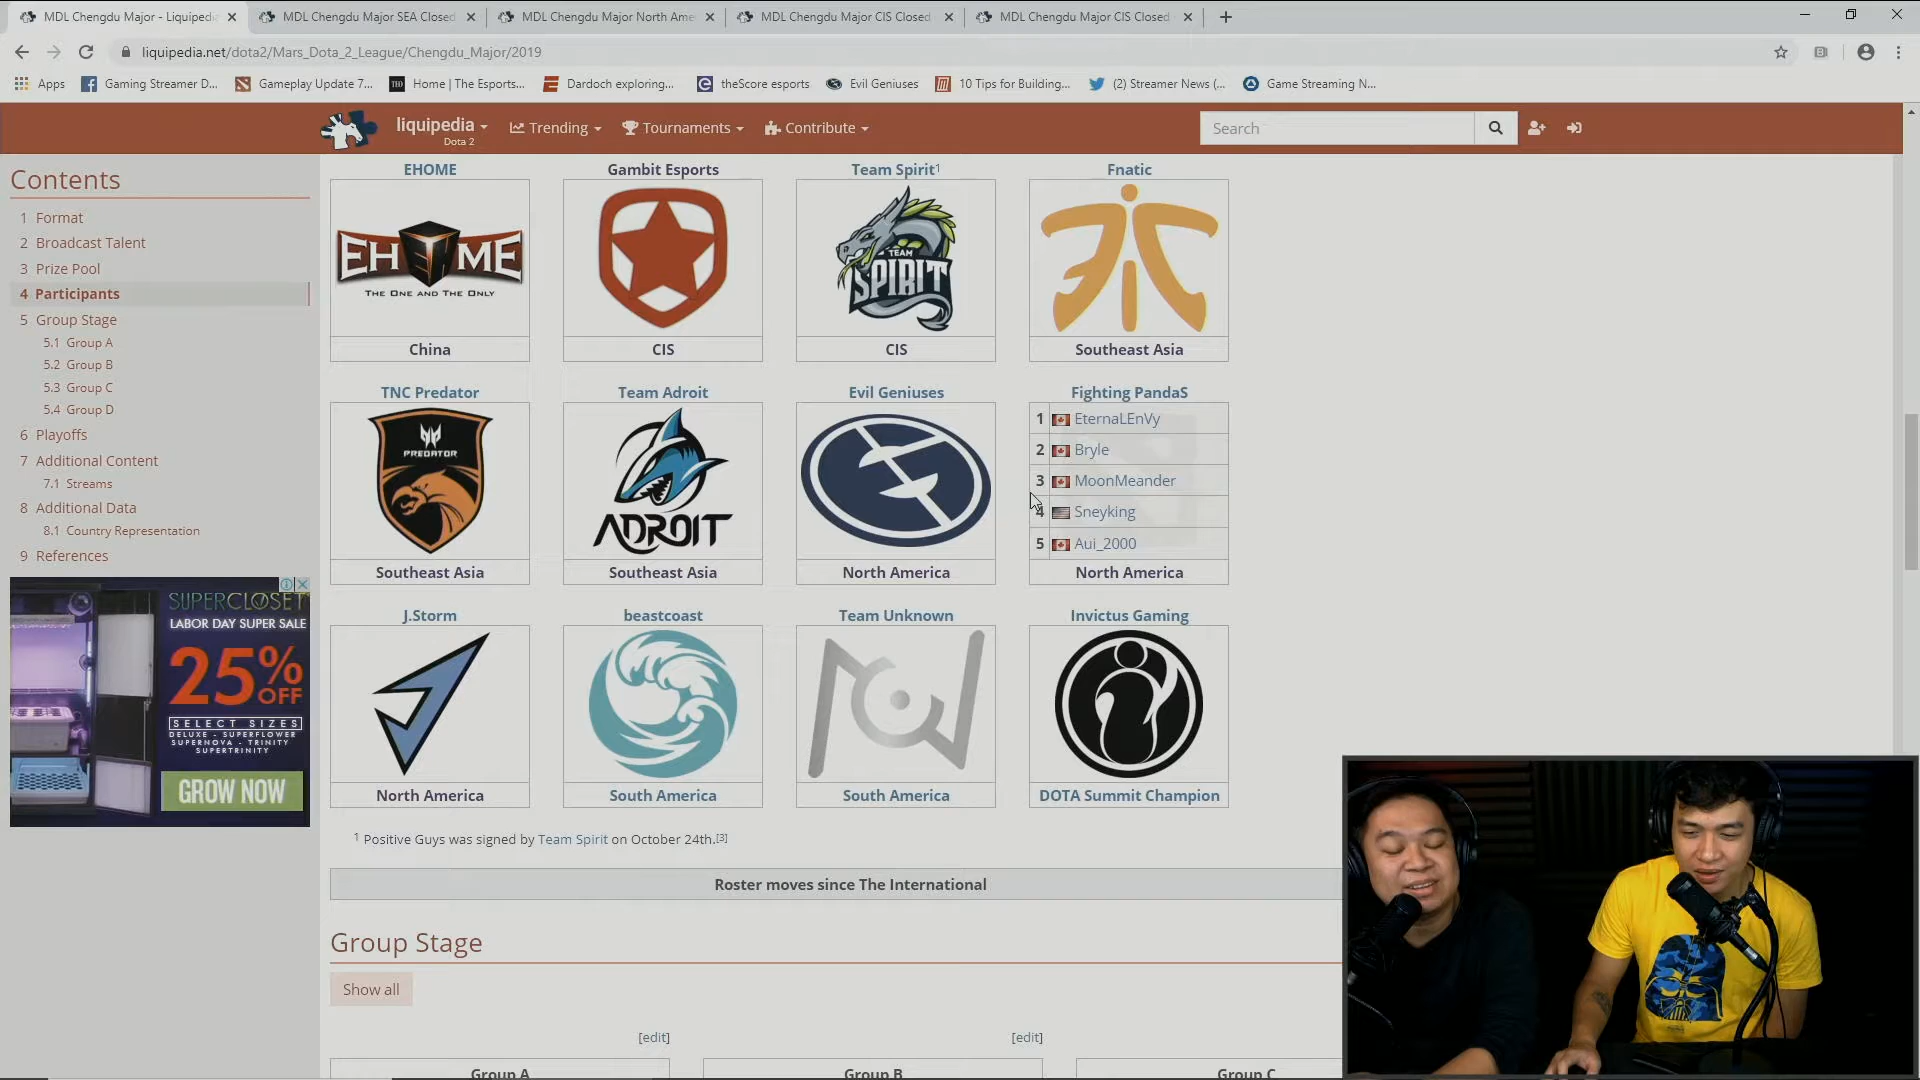 MDL Chengdu Major - Liquipedi
MDL Chengdu Major SEA Closed
MDL Chengdu Major North Ame
MDL Chengdu Major CIS Closed
MDL Chengdu Major CIS Closed
liquipedia.net/dota2/Mars_Dota_2_League/Chengdu_Major/2019
Apps
Gaming Streamer D...
Gameplay Update 7...
Home | The Esports...
Dardoch exploring...
theScore esports
Evil Geniuses
10 Tips for Building...
(2) Streamer News (...
Game Streaming N...
liquipedia
Dota 2
Trending
Tournaments
Contribute
Search
Contents
1 Format
2 Broadcast Talent
3 Prize Pool
4 Participants
5 Group Stage
5.1 Group A
5.2 Group B
5.3 Group C
5.4 Group D
6 Playoffs
7 Additional Content
7.1 Streams
8 Additional Data
8.1 Country Representation
9 References
SUPERCLOSET
LABOR DAY SUPER SALE
25% OFF
SELECT SIZES
DELUXE - SUPERFLOWER
SUPERNOVA - TRINITY
SUPERTRINITY
GROW NOW
EHOME
Gambit Esports
Team Spirit1
Fnatic
EHOME
THE ONE AND THE ONLY
TEAM
SPIRIT
China
CIS
CIS
Southeast Asia
TNC Predator
Team Adroit
Evil Geniuses
Fighting PandaS
PREDATOR
ADROIT
1 EternaLEnVy
2 Bryle
3 MoonMeander
4 Sneyking
5 Aui_2000
Southeast Asia
Southeast Asia
North America
North America
J.Storm
beastcoast
Team Unknown
Invictus Gaming
North America
South America
South America
DOTA Summit Champion
1 Positive Guys was signed by Team Spirit on October 24th.[3]
Roster moves since The International
Group Stage
Show all
[edit]
[edit]
Group A
Group B
Group C